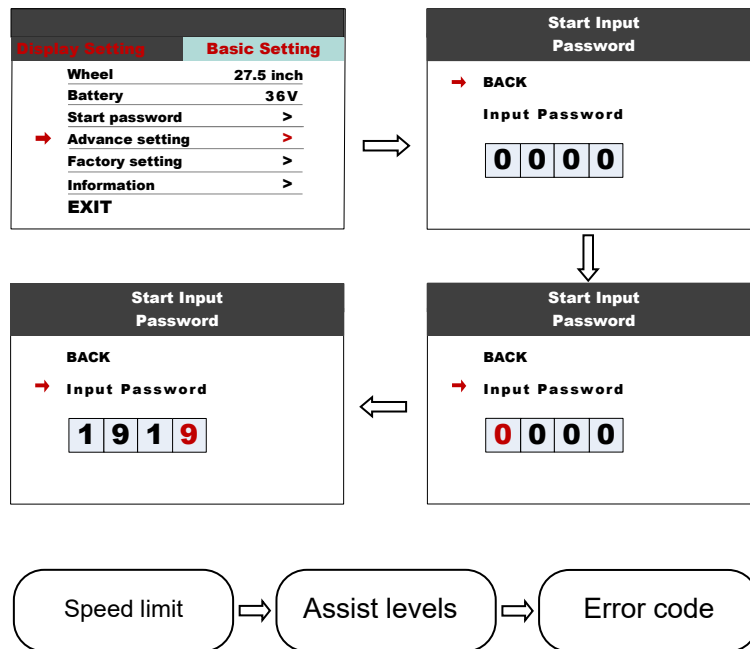 Display Setting Basic Setting
Wheel 27.5 inch
Battery 36V
Start password >
Advance setting >
Factory setting >
Information >
EXIT
Start Input
Password
BACK
Input Password
0 0 0 0
Start Input
Password
BACK
Input Password
1 9 1 9
Start Input
Password
BACK
Input Password
0 0 0 0
Speed limit
Assist levels
Error code